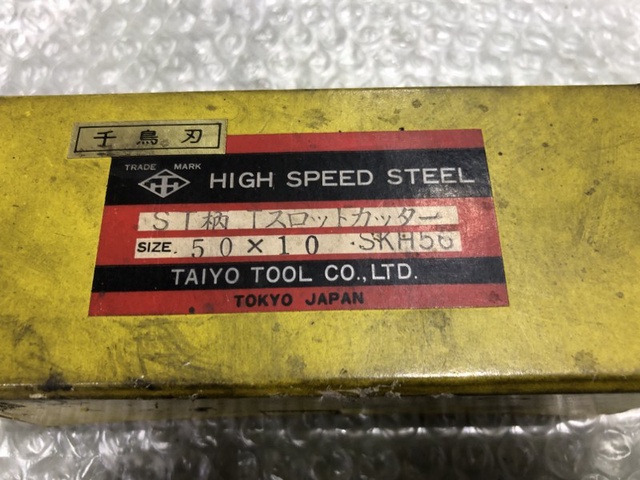 千鳥刃
TRADE MARK
HIGH SPEED STEEL
ST柄Tスロットカッター
SIZE. 50×10 .SKH56
TAIYO TOOL CO.,LTD.
TOKYO JAPAN